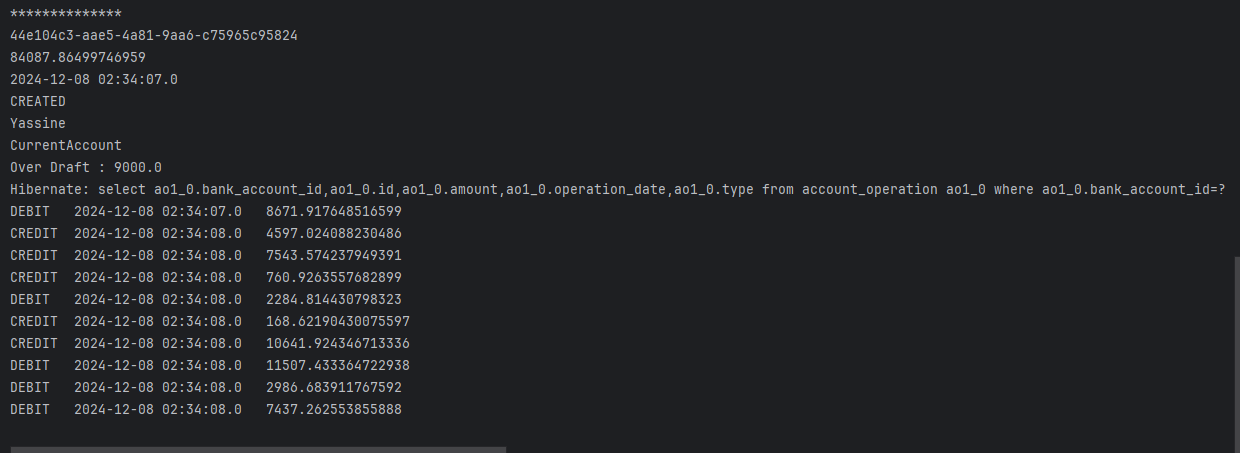 **************
44e104c3-aae5-4a81-9aa6-c75965c95824
84087.86499746959
2024-12-08 02:34:07.0
CREATED
Yassine
CurrentAccount
Over Draft : 9000.0
Hibernate: select ao1_0.bank_account_id,ao1_0.id,ao1_0.amount,ao1_0.operation_date,ao1_0.type from account_operation ao1_0 where ao1_0.bank_account_id=?
DEBIT   2024-12-08 02:34:07.0   8671.917648516599
CREDIT  2024-12-08 02:34:08.0   4597.024088230486
CREDIT  2024-12-08 02:34:08.0   7543.574237949391
CREDIT  2024-12-08 02:34:08.0   760.9263557682899
DEBIT   2024-12-08 02:34:08.0   2284.814430798323
CREDIT  2024-12-08 02:34:08.0   168.62190430075597
CREDIT  2024-12-08 02:34:08.0   10641.924346713336
DEBIT   2024-12-08 02:34:08.0   11507.433364722938
DEBIT   2024-12-08 02:34:08.0   2986.683911767592
DEBIT   2024-12-08 02:34:08.0   7437.262553855888